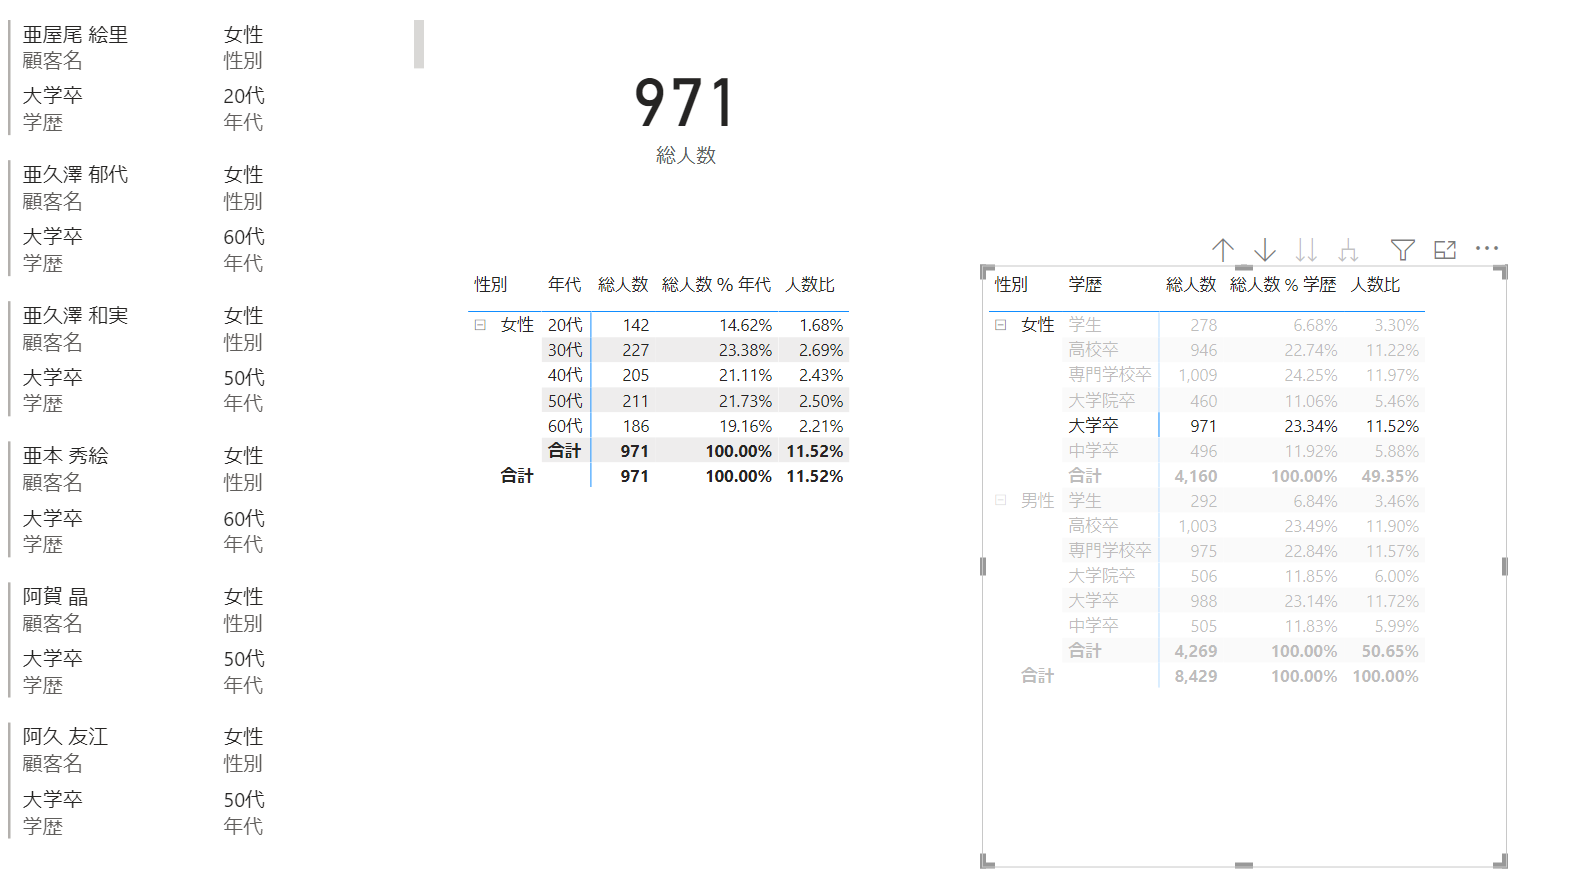 亜屋尾 絵里 女性
顧客名 性別
大学卒 20代
学歴 年代
亜久澤 郁代 女性
顧客名 性別
大学卒 60代
学歴 年代
亜久澤 和実 女性
顧客名 性別
大学卒 50代
学歴 年代
亜本 秀絵 女性
顧客名 性別
大学卒 60代
学歴 年代
阿賀 晶 女性
顧客名 性別
大学卒 50代
学歴 年代
阿久 友江 女性
顧客名 性別
大学卒 50代
学歴 年代
971
総人数
性別 年代 総人数 総人数 % 年代 人数比
女性 20代 142 14.62% 1.68%
30代 227 23.38% 2.69%
40代 205 21.11% 2.43%
50代 211 21.73% 2.50%
60代 186 19.16% 2.21%
合計 971 100.00% 11.52%
合計 971 100.00% 11.52%
性別 学歴 総人数 総人数 % 学歴 人数比
女性 学生 278 6.68% 3.30%
高校卒 946 22.74% 11.22%
専門学校卒 1,009 24.25% 11.97%
大学院卒 460 11.06% 5.46%
大学卒 971 23.34% 11.52%
中学卒 496 11.92% 5.88%
合計 4,160 100.00% 49.35%
男性 学生 292 6.84% 3.46%
高校卒 1,003 23.49% 11.90%
専門学校卒 975 22.84% 11.57%
大学院卒 506 11.85% 6.00%
大学卒 988 23.14% 11.72%
中学卒 505 11.83% 5.99%
合計 4,269 100.00% 50.65%
合計 8,429 100.00% 100.00%